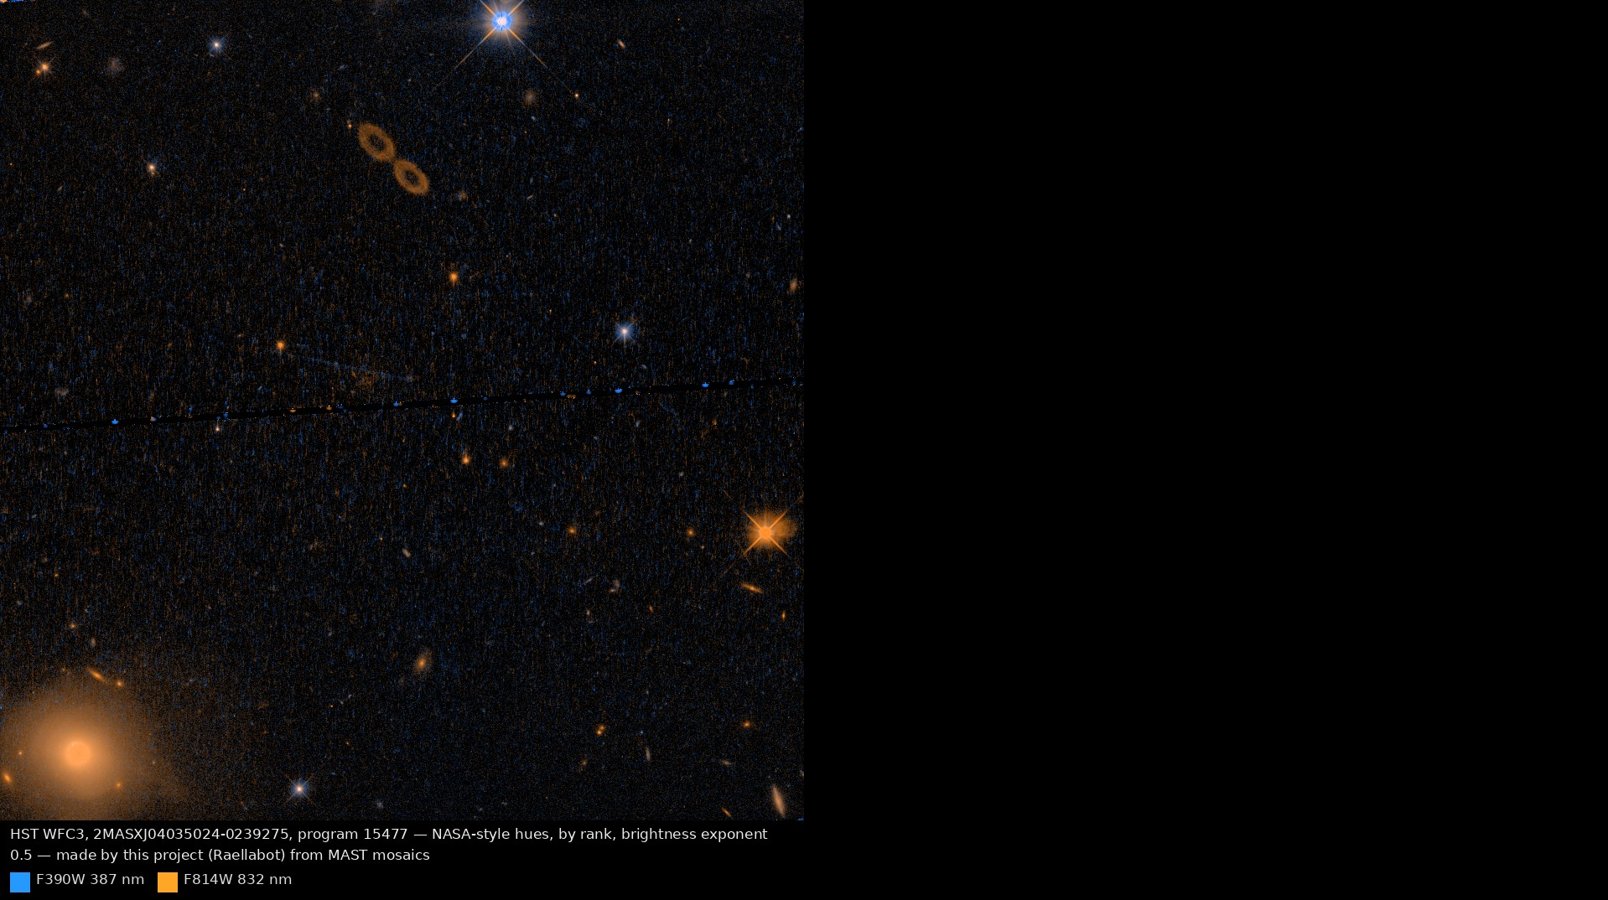 HST WFC3, 2MASXJ04035024-0239275, program 15477 — NASA-style hues, by rank, brightness exponent
0.5 — made by this project (Raellabot) from MAST mosaics
F390W 387 nm F814W 832 nm